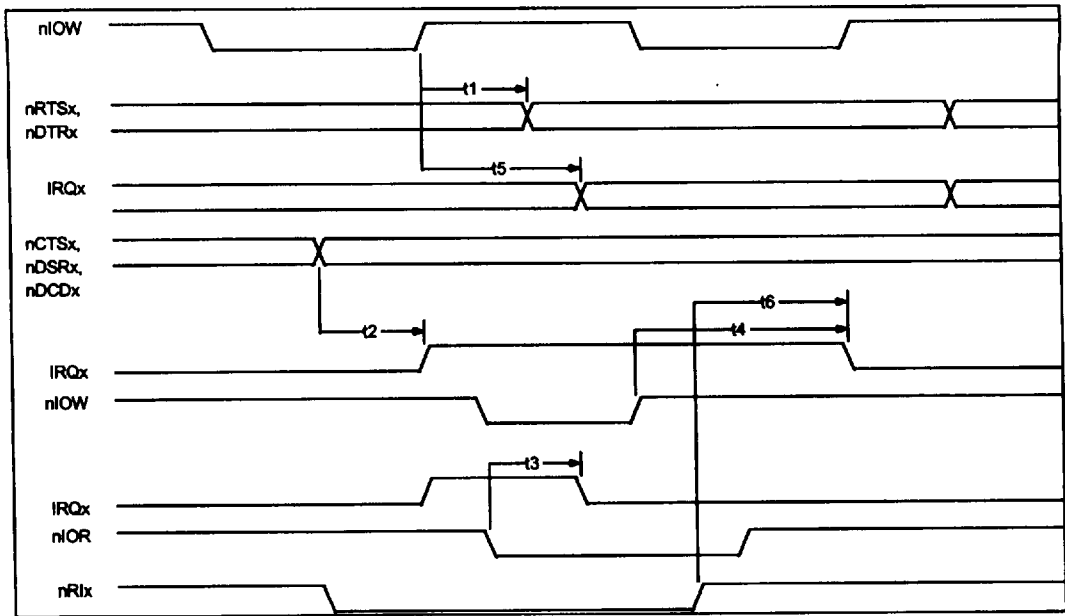 nIOW
t1
nRTSx,
nDTRx
t5
IRQx
nCTSx,
nDSRx,
nDCDx
t6
t2
t4
IRQx
nIOW
t3
IRQx
nIOR
nRIx